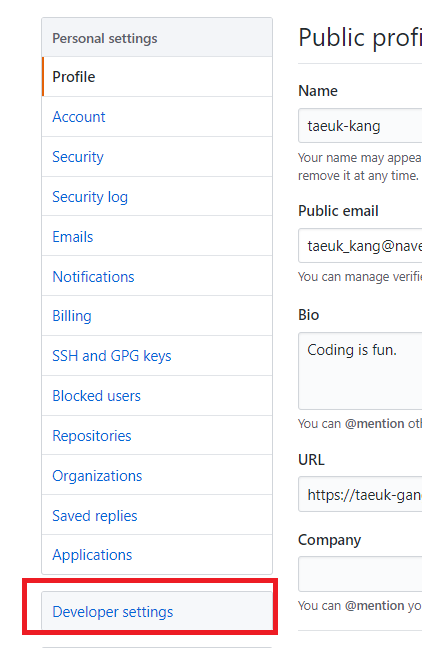 Personal settings
Profile
Account
Security
Security log
Emails
Notifications
Billing
SSH and GPG keys
Blocked users
Repositories
Organizations
Saved replies
Applications
Developer settings
Public profi
Name
taeuk-kang
Your name may appea
remove it at any time.
Public email
taeuk_kang@nave
You can manage verifie
Bio
Coding is fun.
You can @mention oth
URL
https://taeuk-gang
Company
You can @mention yo